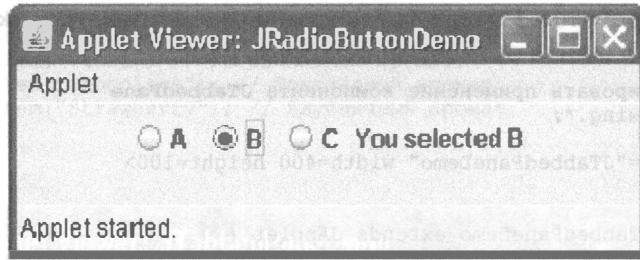 Applet Viewer: JRadioButtonDemo
Applet
A B C You selected B
Applet started.